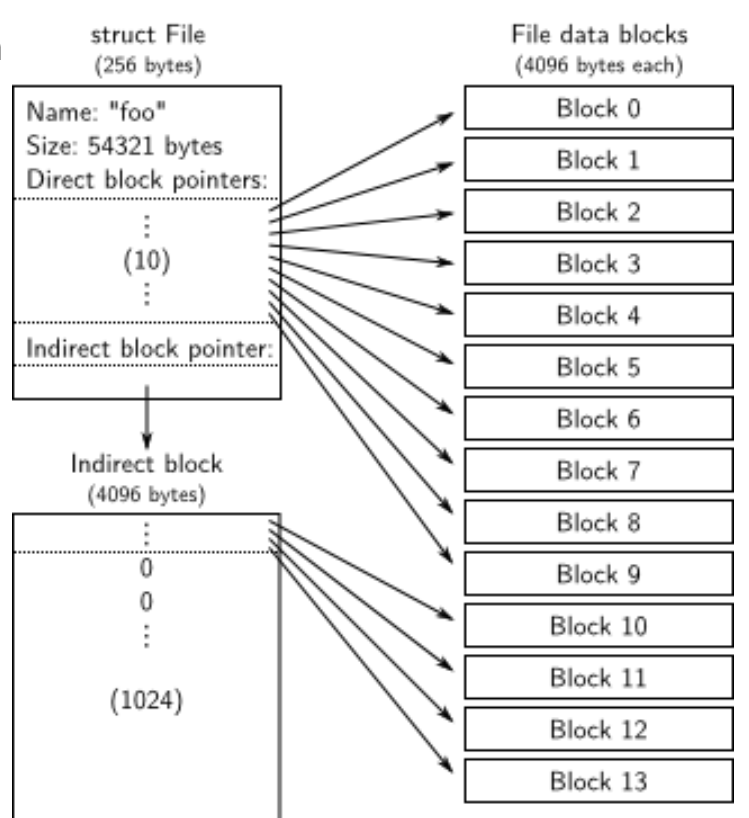 struct File
(256 bytes)
Name: "foo"
Size: 54321 bytes
Direct block pointers:
⋮
(10)
⋮
Indirect block pointer:
Indirect block
(4096 bytes)
⋮
0
0
⋮
(1024)
File data blocks
(4096 bytes each)
Block 0
Block 1
Block 2
Block 3
Block 4
Block 5
Block 6
Block 7
Block 8
Block 9
Block 10
Block 11
Block 12
Block 13